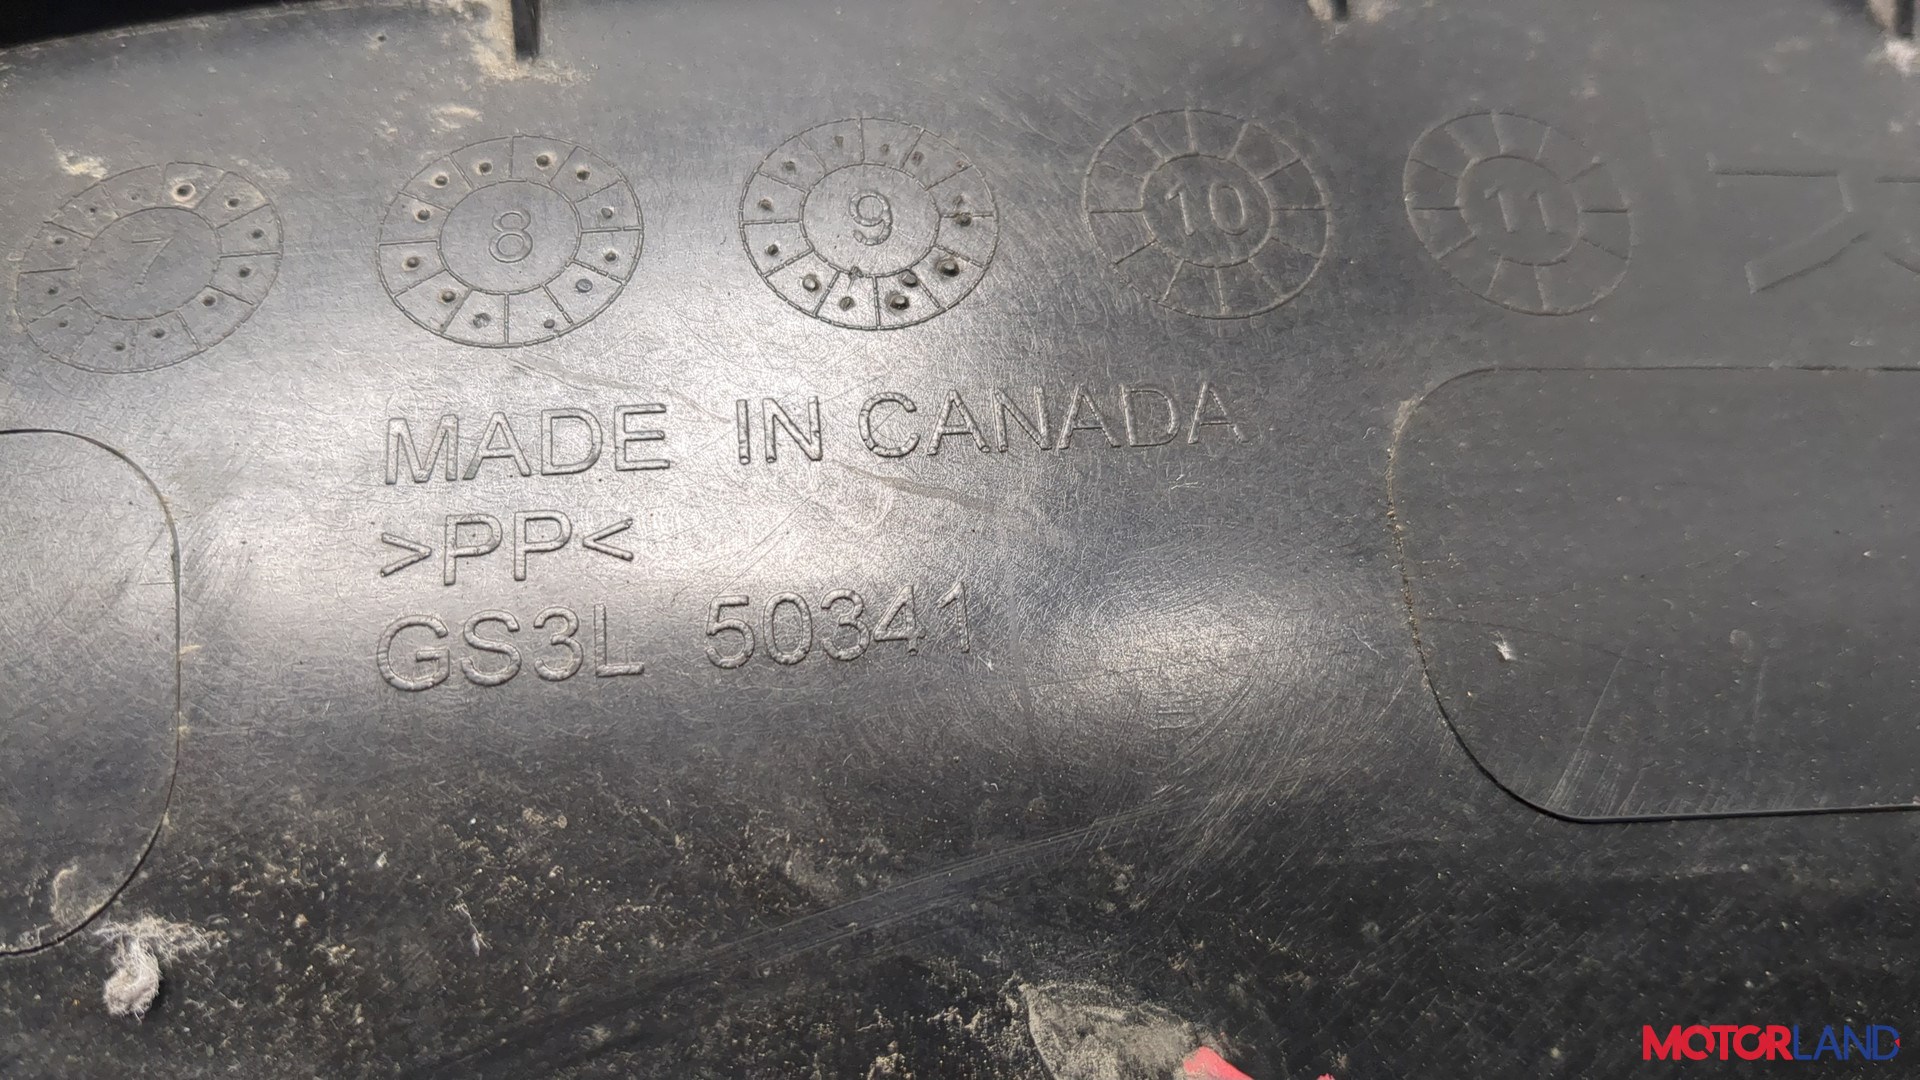 7 8 9 10 11
MADE IN CANADA
>PP<
GS3L 50341
MOTORLAND